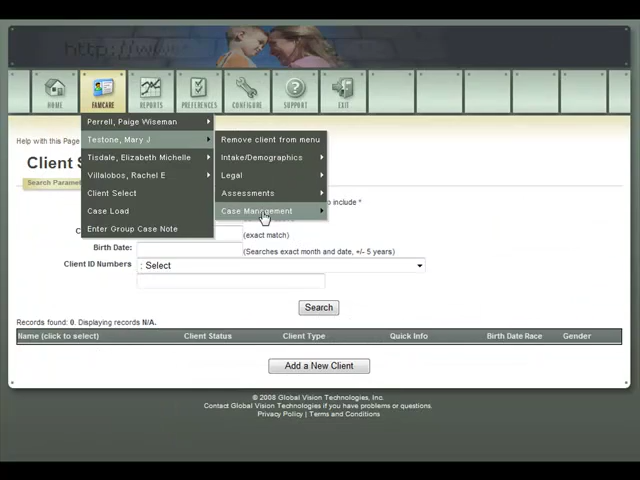 http://www
HOME
FAMCARE
REPORTS
PREFERENCES
CONFIGURE
SUPPORT
EXIT
Perrell, Paige Wiseman
Help with this Page
Testone, Mary J
Remove client from menu
Client S
Tisdale, Elizabeth Michelle
Intake/Demographics
Villalobos, Rachel E
Legal
Search Parame
Client Select
Assessments
o include *
Case Load
Case Management
Enter Group Case Note
(exact match)
Birth Date:
(Searches exact month and date, +/- 5 years)
Client ID Numbers
: Select
Search
Records found: 0. Displaying records N/A.
Name (click to select) Client Status Client Type Quick Info Birth Date Race Gender
Add a New Client
© 2008 Global Vision Technologies, Inc.
Contact Global Vision Technologies if you have problems or questions.
Privacy Policy | Terms and Conditions